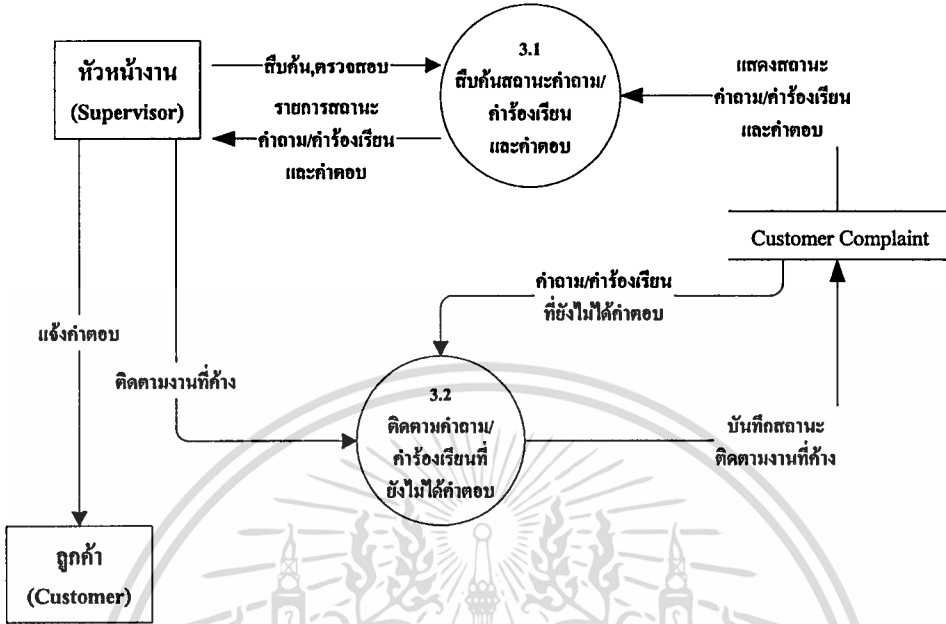 หัวหน้างาน
(Supervisor)
สืบค้น,ตรวจสอบ
รายการสถานะ
คำถาม/คำร้องเรียน
และคำตอบ
3.1
สืบค้นสถานะคำถาม/
คำร้องเรียน
และคำตอบ
แสดงสถานะ
คำถาม/คำร้องเรียน
และคำตอบ
Customer Complaint
คำถาม/คำร้องเรียน
ที่ยังไม่ได้คำตอบ
แจ้งคำตอบ
ติดตามงานที่ค้าง
3.2
ติดตามคำถาม/
คำร้องเรียนที่
ยังไม่ได้คำตอบ
บันทึกสถานะ
ติดตามงานที่ค้าง
ลูกค้า
(Customer)